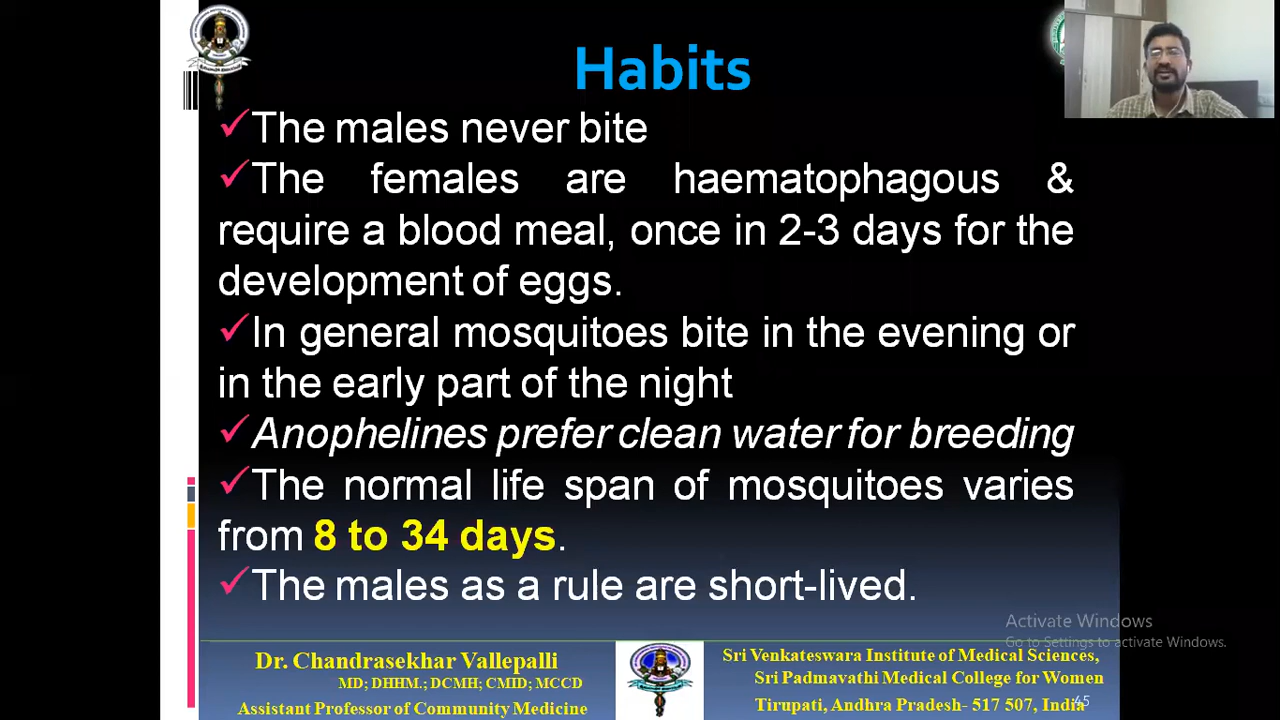 Habits
✓The males never bite
✓The females are haematophagous &
require a blood meal, once in 2-3 days for the
development of eggs.
✓In general mosquitoes bite in the evening or
in the early part of the night
✓Anophelines prefer clean water for breeding
✓The normal life span of mosquitoes varies
from 8 to 34 days.
✓The males as a rule are short-lived.
Activate Windows
Go to Settings to activate Windows.
Dr. Chandrasekhar Vallepalli
MD; DHHM.; DCMH; CMID; MCCD
Assistant Professor of Community Medicine
Sri Venkateswara Institute of Medical Sciences,
Sri Padmavathi Medical College for Women
Tirupati, Andhra Pradesh- 517 507, India